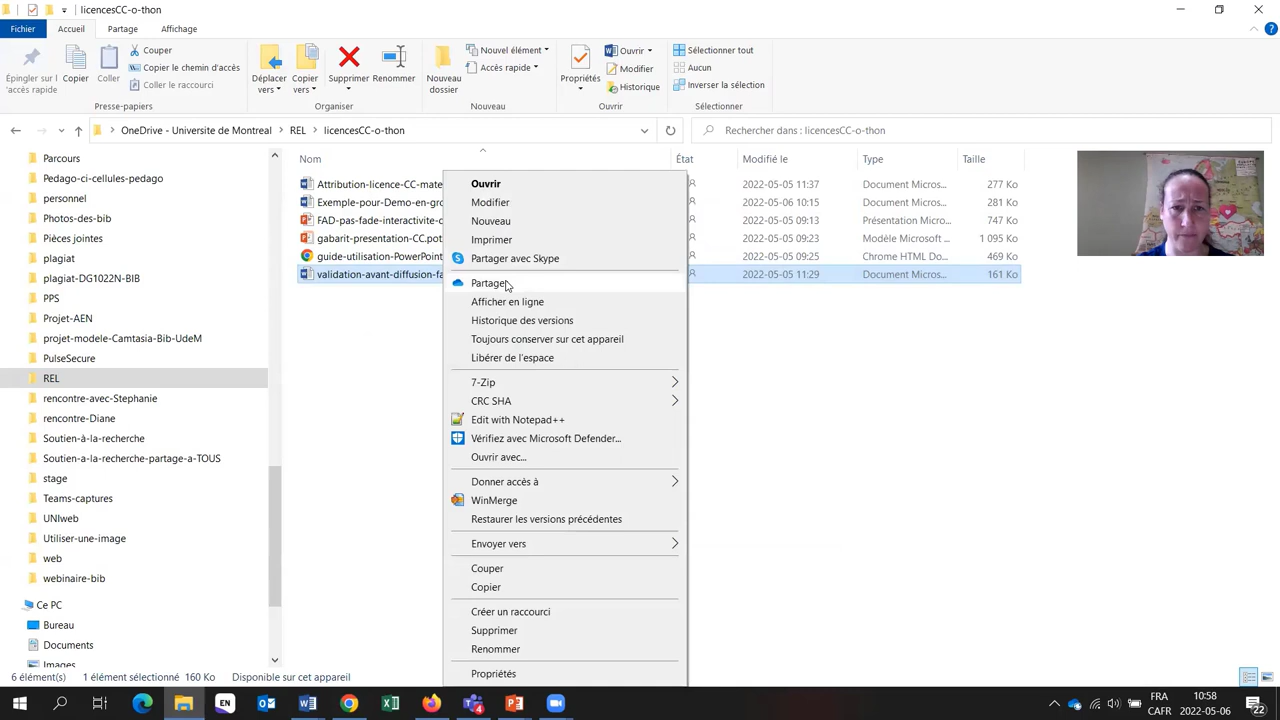 licencesCC-o-thon
Fichier Accueil Partage Affichage
Épingler sur l'accès rapide
Copier
Coller
Couper
Copier le chemin d'accès
Coller le raccourci
Presse-papiers
Déplacer vers
Copier vers
Supprimer
Renommer
Organiser
Nouveau dossier
Nouvel élément
Accès rapide
Nouveau
Propriétés
Ouvrir
Modifier
Historique
Ouvrir
Sélectionner tout
Aucun
Inverser la sélection
Sélectionner
OneDrive - Universite de Montreal > REL > licencesCC-o-thon
Rechercher dans : licencesCC-o-thon
Parcours
Pedago-ci-cellules-pedago
personnel
Photos-des-bib
Pièces jointes
plagiat
plagiat-DG1022N-BIB
PPS
Projet-AEN
projet-modele-Camtasia-Bib-UdeM
PulseSecure
REL
rencontre-avec-Stephanie
rencontre-Diane
Soutien-à-la-recherche
Soutien-a-la-recherche-partage-a-TOUS
stage
Teams-captures
UNIweb
Utiliser-une-image
web
webinaire-bib
Ce PC
Bureau
Documents
Images
Nom État Modifié le Type Taille
Attribution-licence-CC-mate 2022-05-05 11:37 Document Micros... 277 Ko
Exemple-pour-Demo-en-gro 2022-05-06 10:15 Document Micros... 281 Ko
FAD-pas-fade-interactivite-c 2022-05-05 09:13 Présentation Micro... 747 Ko
gabarit-presentation-CC.pot 2022-05-05 09:23 Modèle Microsoft ... 1 095 Ko
guide-utilisation-PowerPoint 2022-05-05 09:25 Chrome HTML Do... 469 Ko
validation-avant-diffusion-fa 2022-05-05 11:29 Document Micros... 161 Ko
Ouvrir
Modifier
Nouveau
Imprimer
Partager avec Skype
Partager
Afficher en ligne
Historique des versions
Toujours conserver sur cet appareil
Libérer de l'espace
7-Zip
CRC SHA
Edit with Notepad++
Vérifiez avec Microsoft Defender...
Ouvrir avec...
Donner accès à
WinMerge
Restaurer les versions précédentes
Envoyer vers
Couper
Copier
Créer un raccourci
Supprimer
Renommer
Propriétés
6 élément(s) 1 élément sélectionné 160 Ko Disponible sur cet appareil
EN
FRA
CAFR
10:58
2022-05-06
22